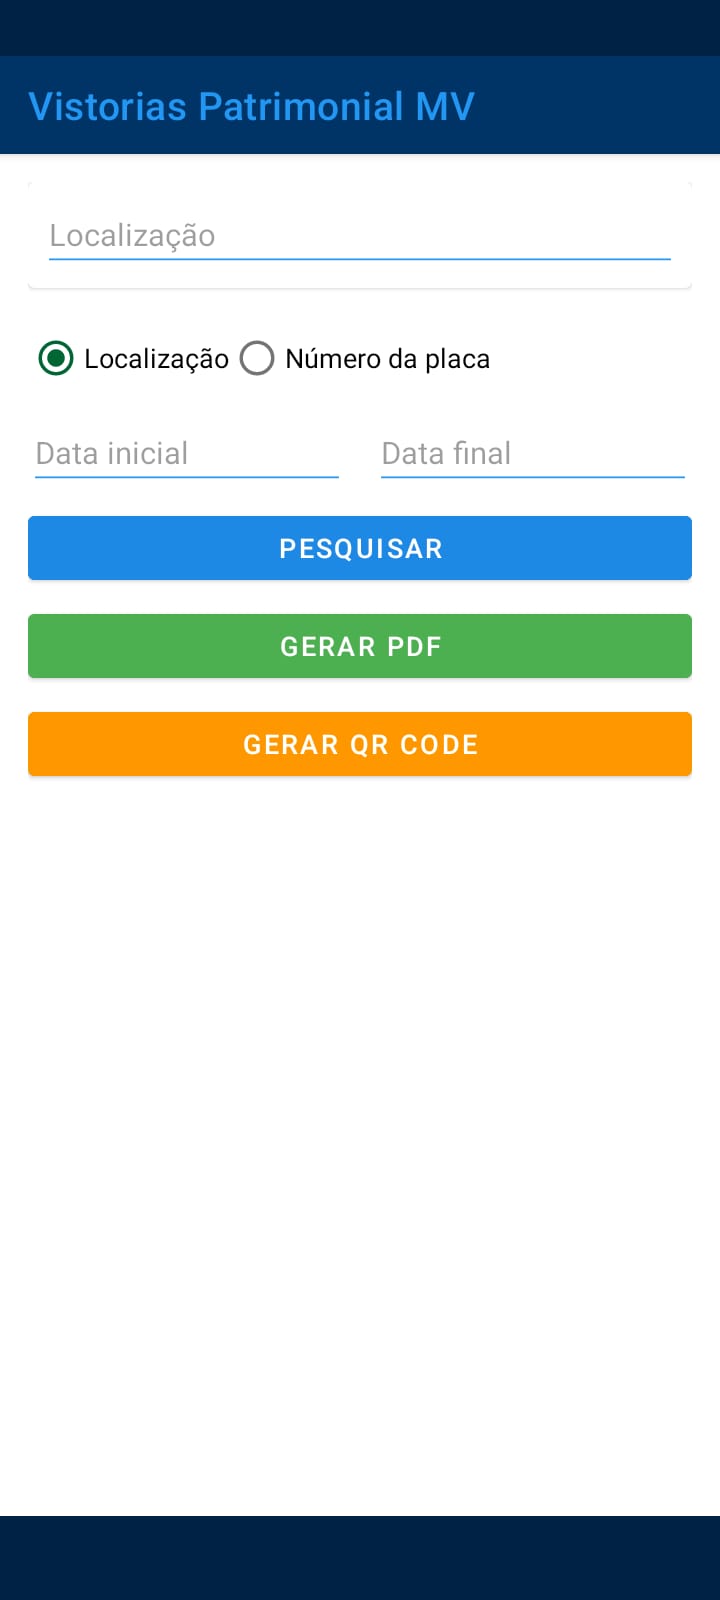 Vistorias Patrimonial MV
Localização
Localização Número da placa
Data inicial Data final
PESQUISAR
GERAR PDF
GERAR QR CODE